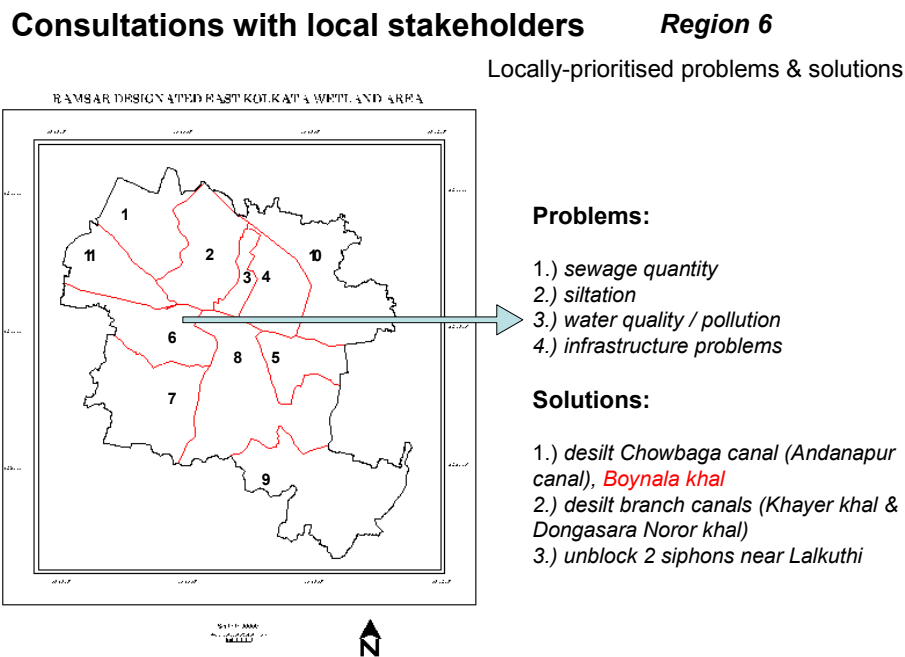 Consultations with local stakeholders
Region 6
Locally-prioritised problems & solutions
RAMSAR DESIGNATED EAST KOLKATA WETLAND AREA
1
2
11
10
3
4
6
8
5
7
9
N
Problems:
1.) sewage quantity
2.) siltation
3.) water quality / pollution
4.) infrastructure problems
Solutions:
1.) desilt Chowbaga canal (Andanapur
canal), Boynala khal
2.) desilt branch canals (Khayer khal &
Dongasara Noror khal)
3.) unblock 2 siphons near Lalkuthi